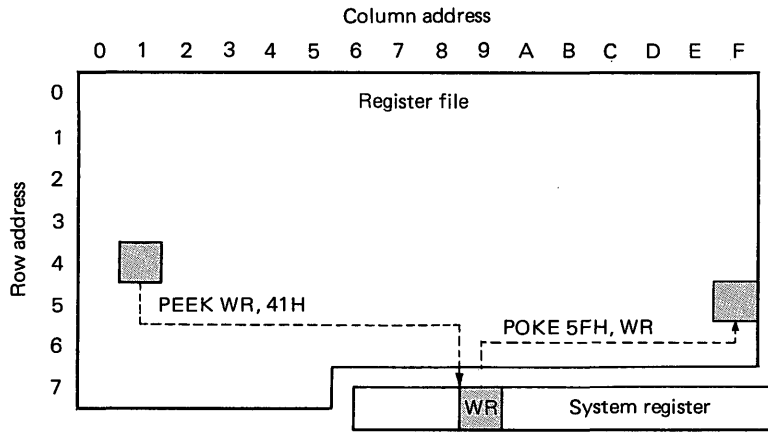 Column address
0 1 2 3 4 5 6 7 8 9 A B C D E F
Row address
0
Register file
1
2
3
4
5
PEEK WR, 41H
POKE 5FH, WR
6
7
WR
System register